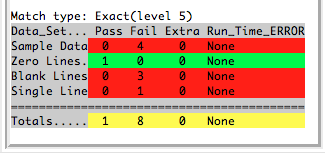 Match type: Exact(level 5)
Data_Set... Pass Fail Extra Run_Time_ERROR
Sample Data 0 4 0 None
Zero Lines. 1 0 0 None
Blank Lines 0 3 0 None
Single Line 0 1 0 None
=========================================
Totals..... 1 8 0 None